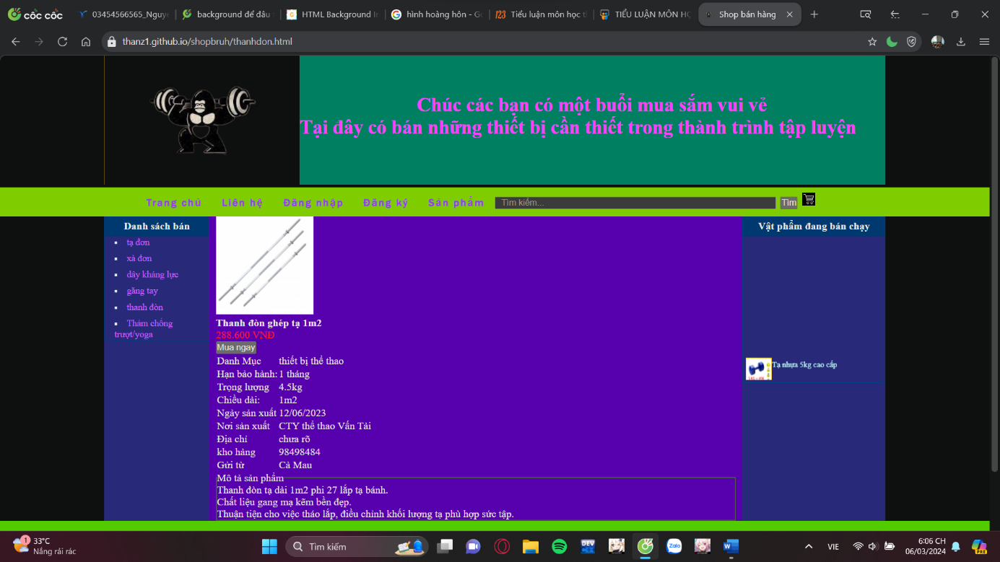 cốc cốc
03454566565_Nguye
background để đầu
HTML Background Im
hình hoàng hôn - Go
Tiểu luận môn học th
TIỂU LUẬN MÔN HỌ
Shop bán hàng
thanz1.github.io/shopbruh/thanhdon.html
Chúc các bạn có một buổi mua sắm vui vẻ
Tại đây có bán những thiết bị cần thiết trong thành trình tập luyện
Trang chủ Liên hệ Đăng nhập Đăng ký Sản phẩm Tìm kiếm... Tìm
Danh sách bán
tạ đơn
xà đơn
dây kháng lực
găng tay
thanh đòn
Thảm chống
trượt/yoga
Thanh đòn ghép tạ 1m2
288.600 VNĐ
Mua ngay
Danh Mục thiết bị thể thao
Hạn bảo hành: 1 tháng
Trọng lượng 4.5kg
Chiều dài: 1m2
Ngày sản xuất 12/06/2023
Nơi sản xuất CTY thể thao Vấn Tài
Địa chỉ chưa rõ
kho hàng 98498484
Gửi từ Cà Mau
Mô tả sản phẩm
Thanh đòn tạ dài 1m2 phi 27 lắp tạ bánh.
Chất liệu gang mạ kẽm bền đẹp.
Thuận tiện cho việc tháo lắp, điều chỉnh khối lượng tạ phù hợp sức tập.
Vật phẩm đang bán chạy
Tạ nhựa 5kg cao cấp
1
33°C
Nắng rải rác
Tìm kiếm
DEV
Zalo
W
VIE
6:06 CH
06/03/2024
PRE